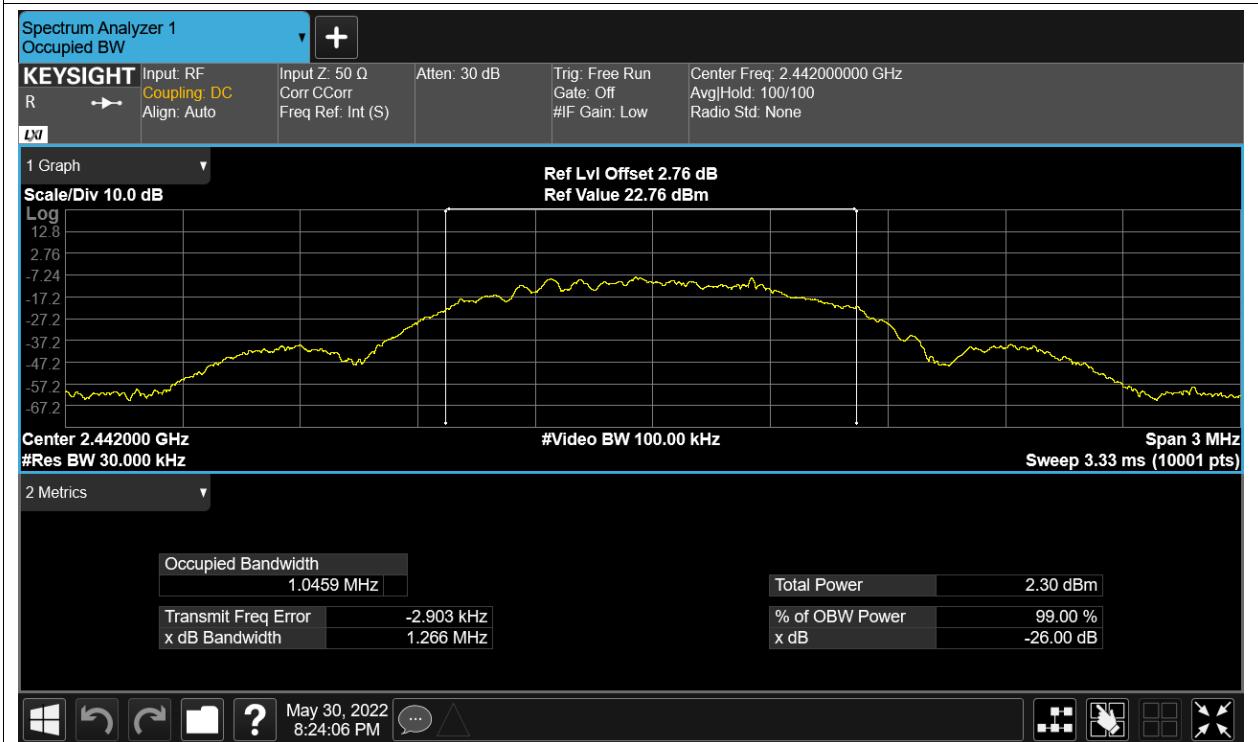 Spectrum Analyzer 1
Occupied BW
KEYSIGHT
R
LXI
Input: RF
Coupling: DC
Align: Auto
Input Z: 50 Ω
Corr CCorr
Freq Ref: Int (S)
Atten: 30 dB
Trig: Free Run
Gate: Off
#IF Gain: Low
Center Freq: 2.442000000 GHz
Avg|Hold: 100/100
Radio Std: None
1 Graph
Scale/Div 10.0 dB
Ref Lvl Offset 2.76 dB
Ref Value 22.76 dBm
Log
12.8
2.76
-7.24
-17.2
-27.2
-37.2
-47.2
-57.2
-67.2
Center 2.442000 GHz
#Res BW 30.000 kHz
#Video BW 100.00 kHz
Span 3 MHz
Sweep 3.33 ms (10001 pts)
2 Metrics
Occupied Bandwidth
1.0459 MHz
Transmit Freq Error -2.903 kHz
x dB Bandwidth 1.266 MHz
Total Power 2.30 dBm
% of OBW Power 99.00 %
x dB -26.00 dB
?
May 30, 2022
8:24:06 PM